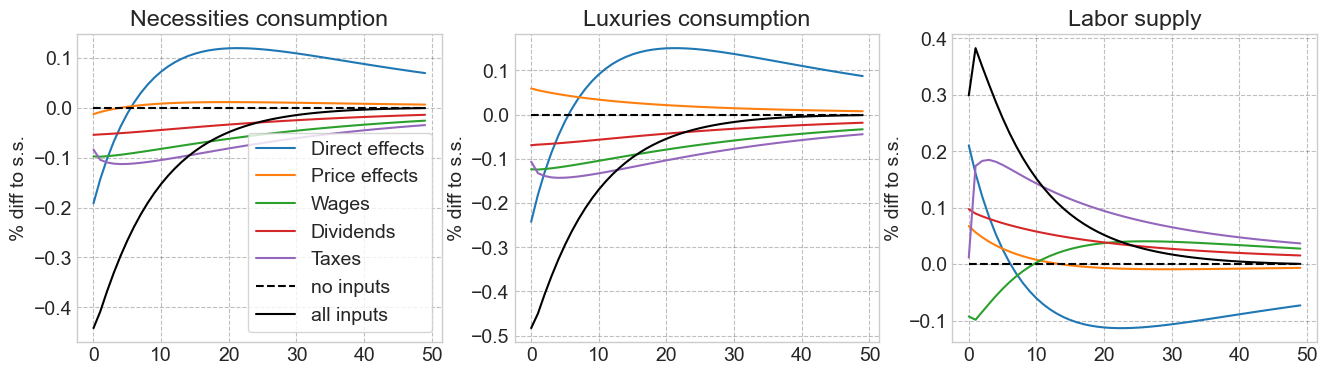 Necessities consumption
% diff to s.s.
0.1
0.0
−0.1
−0.2
−0.3
−0.4
0 10 20 30 40 50
Direct effects
Price effects
Wages
Dividends
Taxes
no inputs
all inputs
Luxuries consumption
% diff to s.s.
0.1
0.0
−0.1
−0.2
−0.3
−0.4
−0.5
0 10 20 30 40 50
Labor supply
% diff to s.s.
0.4
0.3
0.2
0.1
0.0
−0.1
0 10 20 30 40 50